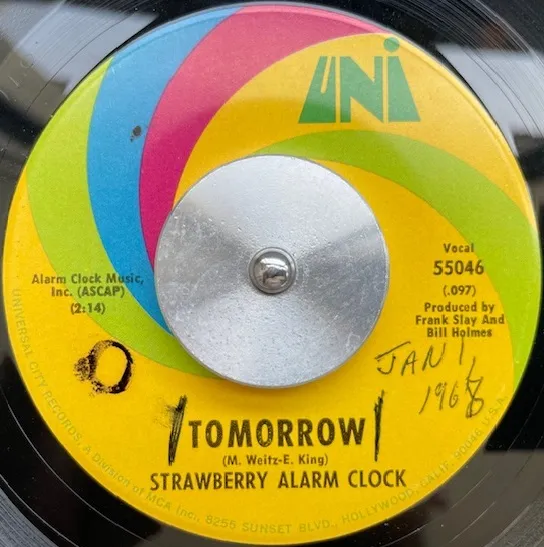 UNI
Vocal
55046
(.097)
Produced by
Frank Slay And
Bill Holmes
Alarm Clock Music,
Inc. (ASCAP)
(2:14)
JAN 1,
1968
O
TOMORROW
(M. Weitz-E. King)
STRAWBERRY ALARM CLOCK
UNIVERSAL CITY RECORDS, A Division of MCA Inc., 8255 SUNSET BLVD., HOLLYWOOD, CALIF. 90046 U.S.A.